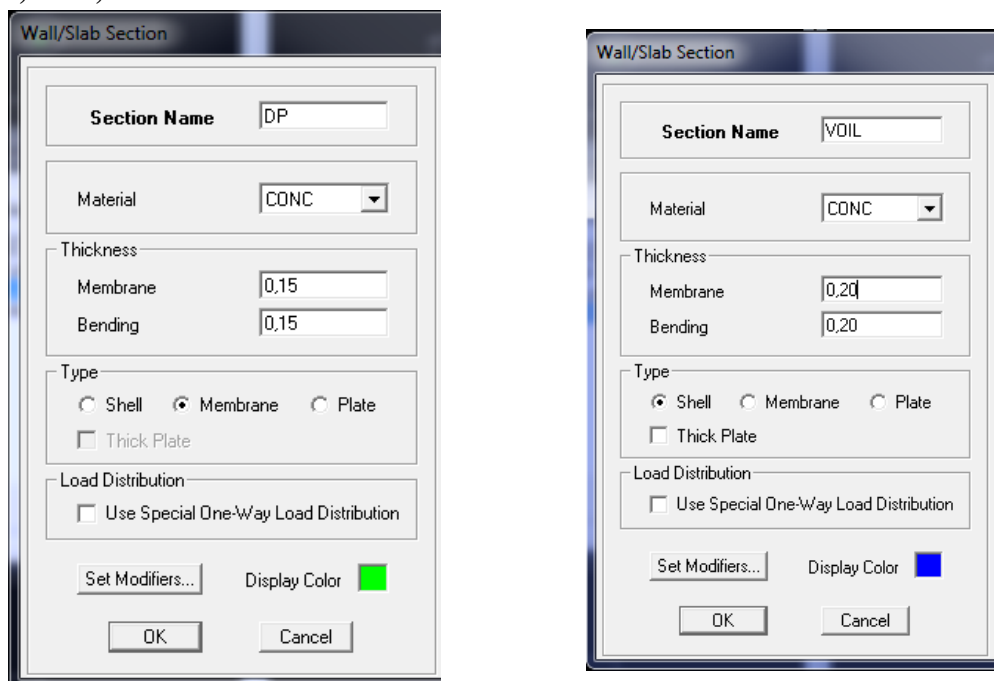 Wall/Slab Section
Section Name DP
Material CONC
Thickness
Membrane 0,15
Bending 0,15
Type
Shell Membrane Plate
Thick Plate
Load Distribution
Use Special One-Way Load Distribution
Set Modifiers... Display Color
OK Cancel
Wall/Slab Section
Section Name VOIL
Material CONC
Thickness
Membrane 0,20
Bending 0,20
Type
Shell Membrane Plate
Thick Plate
Load Distribution
Use Special One-Way Load Distribution
Set Modifiers... Display Color
OK Cancel